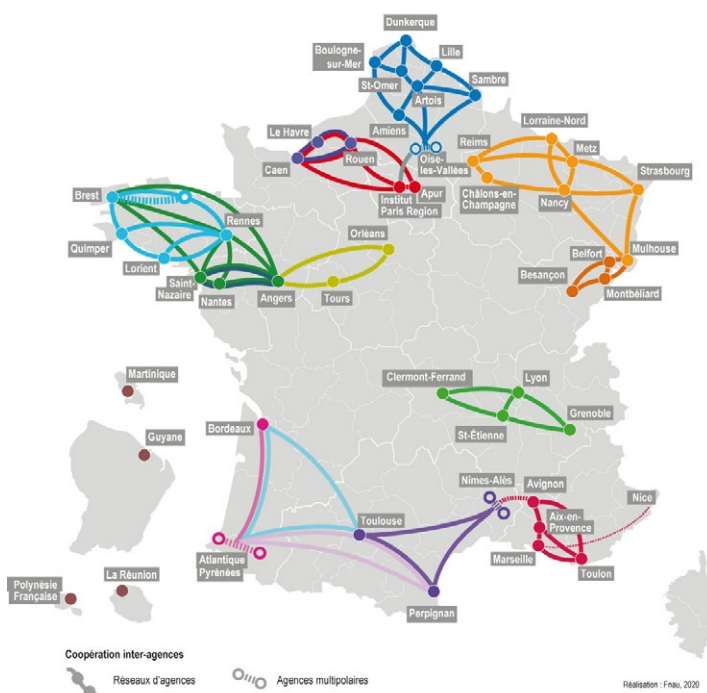 Dunkerque
Boulogne-
sur-Mer
Lille
St-Omer
Sambre
Artois
Amiens
Lorraine-Nord
Le Havre
Reims
Metz
Rouen
Oise-
les-Vallées
Caen
Strasbourg
Institut
Paris Region
Apur
Châlons-en-
Champagne
Nancy
Brest
Rennes
Orléans
Quimper
Lorient
Belfort
Mulhouse
Besançon
Saint-
Nazaire
Nantes
Angers
Tours
Montbéliard
Martinique
Clermont-Ferrand
Lyon
Bordeaux
Grenoble
Guyane
St-Étienne
Nîmes-Alès
Avignon
Nice
Toulouse
Aix-en-
Provence
Atlantique
Pyrénées
Marseille
Toulon
La Réunion
Polynésie
Française
Perpignan
Coopération inter-agences
Réseaux d'agences
Agences multipolaires
Réalisation : Fnau, 2020